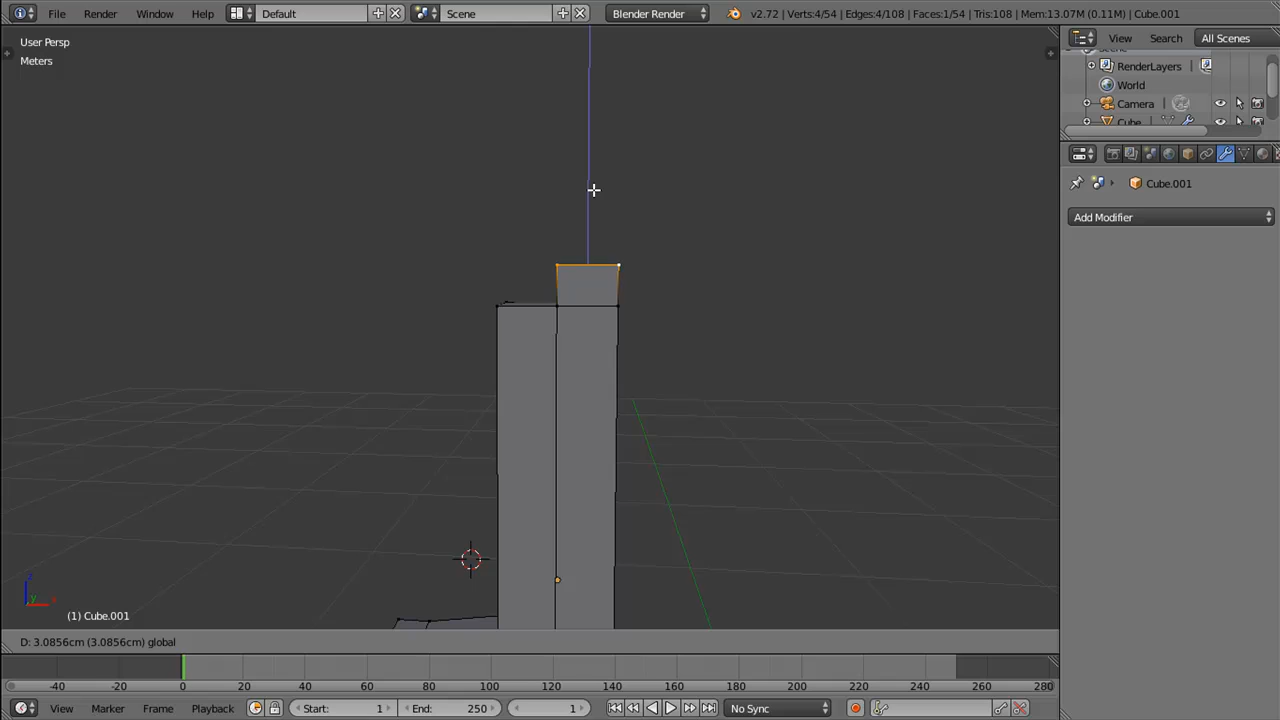 File Render Window Help Default Scene Blender Render v2.72 | Verts:4/54 | Edges:4/108 | Faces:1/54 | Tris:108 | Mem:13.07M (0.11M) | Cube.001
View Search All Scenes
User Persp
Meters
RenderLayers
World
Camera
Cube
Cube.001
Add Modifier
z
y x
(1) Cube.001
D: 3.0856cm (3.0856cm) global
-40 -20 0 20 40 60 80 100 120 140 160 180 200 220 240 260 280
View Marker Frame Playback Start: 1 End: 250 1 No Sync